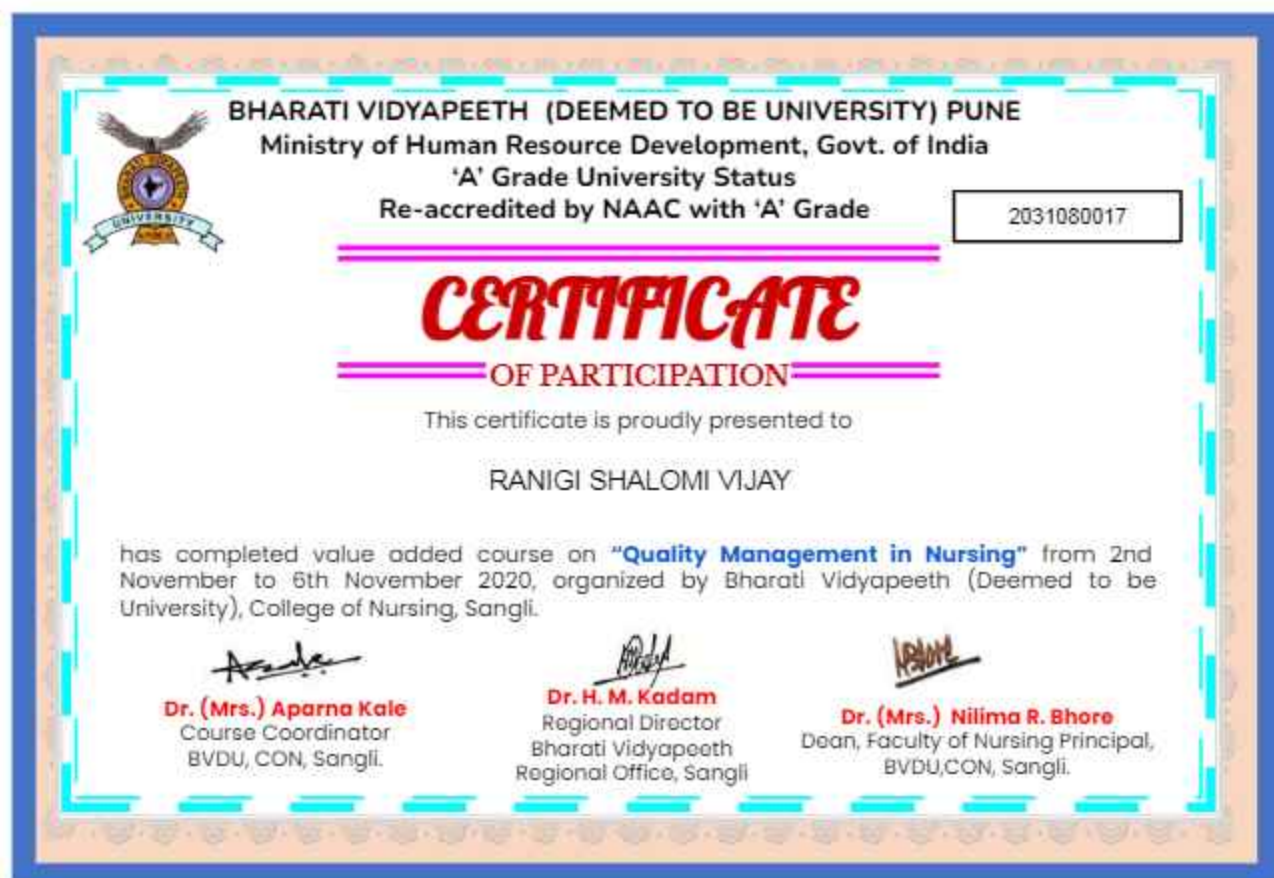 BHARATI VIDYAPEETH (DEEMED TO BE UNIVERSITY) PUNE
Ministry of Human Resource Development, Govt. of India
‘A’ Grade University Status
Re-accredited by NAAC with ‘A’ Grade
2031080017
BHARATI VIDYAPEETH
UNIVERSITY
CERTIFICATE
OF PARTICIPATION
This certificate is proudly presented to
RANIGI SHALOMI VIJAY
has completed value added course on “Quality Management in Nursing” from 2nd
November to 6th November 2020, organized by Bharati Vidyapeeth (Deemed to be
University), College of Nursing, Sangli.
Dr. (Mrs.) Aparna Kale
Course Coordinator
BVDU, CON, Sangli.
Dr. H. M. Kadam
Regional Director
Bharati Vidyapeeth
Regional Office, Sangli
Dr. (Mrs.) Nilima R. Bhore
Dean, Faculty of Nursing Principal,
BVDU,CON, Sangli.